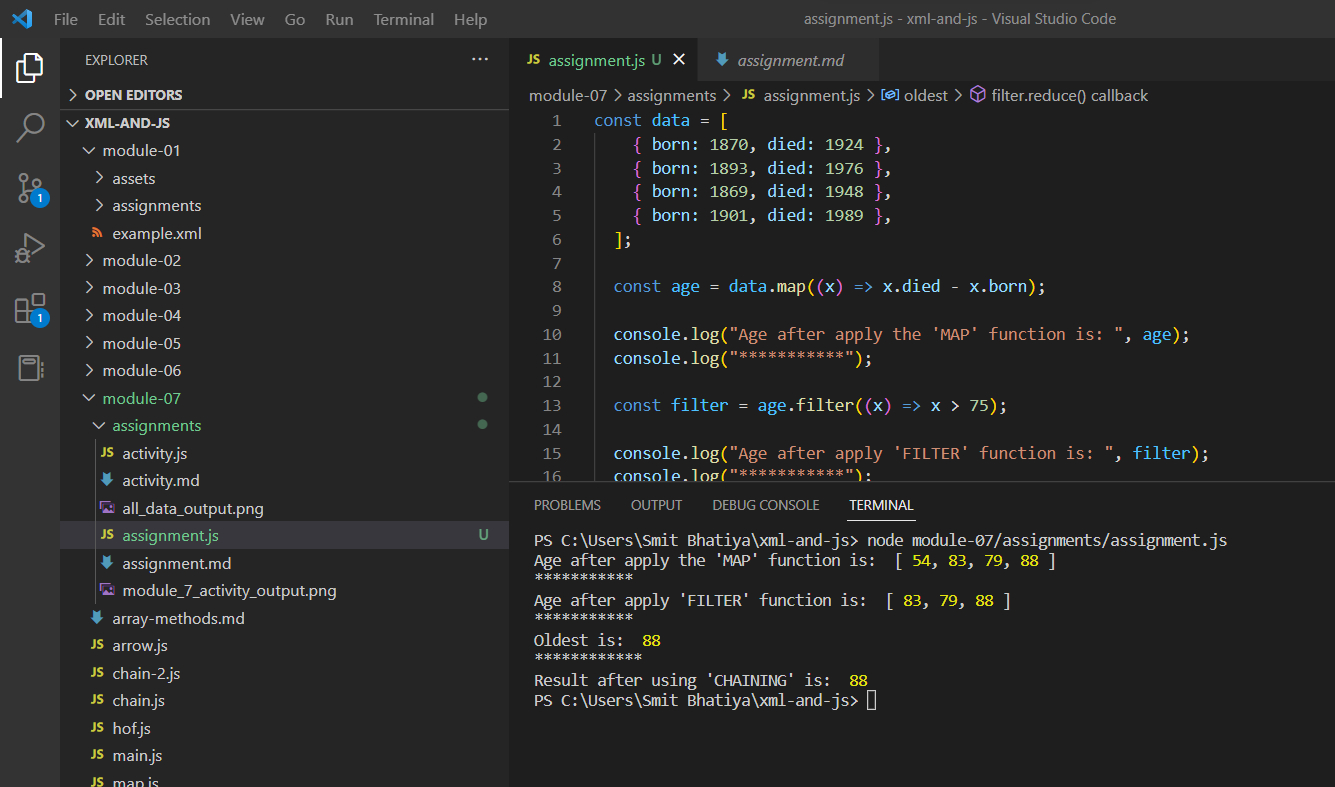 File Edit Selection View Go Run Terminal Help
assignment.js - xml-and-js - Visual Studio Code
EXPLORER
OPEN EDITORS
XML-AND-JS
module-01
assets
assignments
example.xml
module-02
module-03
module-04
module-05
module-06
module-07
assignments
JS activity.js
activity.md
all_data_output.png
JS assignment.js U
assignment.md
module_7_activity_output.png
array-methods.md
JS arrow.js
JS chain-2.js
JS chain.js
JS hof.js
JS main.js
JS map.js
1
1
JS assignment.js U
assignment.md
module-07 > assignments > JS assignment.js > oldest > filter.reduce() callback
1 const data = [
2 { born: 1870, died: 1924 },
3 { born: 1893, died: 1976 },
4 { born: 1869, died: 1948 },
5 { born: 1901, died: 1989 },
6 ];
7
8 const age = data.map((x) => x.died - x.born);
9
10 console.log("Age after apply the 'MAP' function is: ", age);
11 console.log("***********");
12
13 const filter = age.filter((x) => x > 75);
14
15 console.log("Age after apply 'FILTER' function is: ", filter);
16 console.log("***********");
PROBLEMS OUTPUT DEBUG CONSOLE TERMINAL
PS C:\Users\Smit Bhatiya\xml-and-js> node module-07/assignments/assignment.js
Age after apply the 'MAP' function is:  [ 54, 83, 79, 88 ]
***********
Age after apply 'FILTER' function is:  [ 83, 79, 88 ]
***********
Oldest is:  88
************
Result after using 'CHAINING' is:  88
PS C:\Users\Smit Bhatiya\xml-and-js>